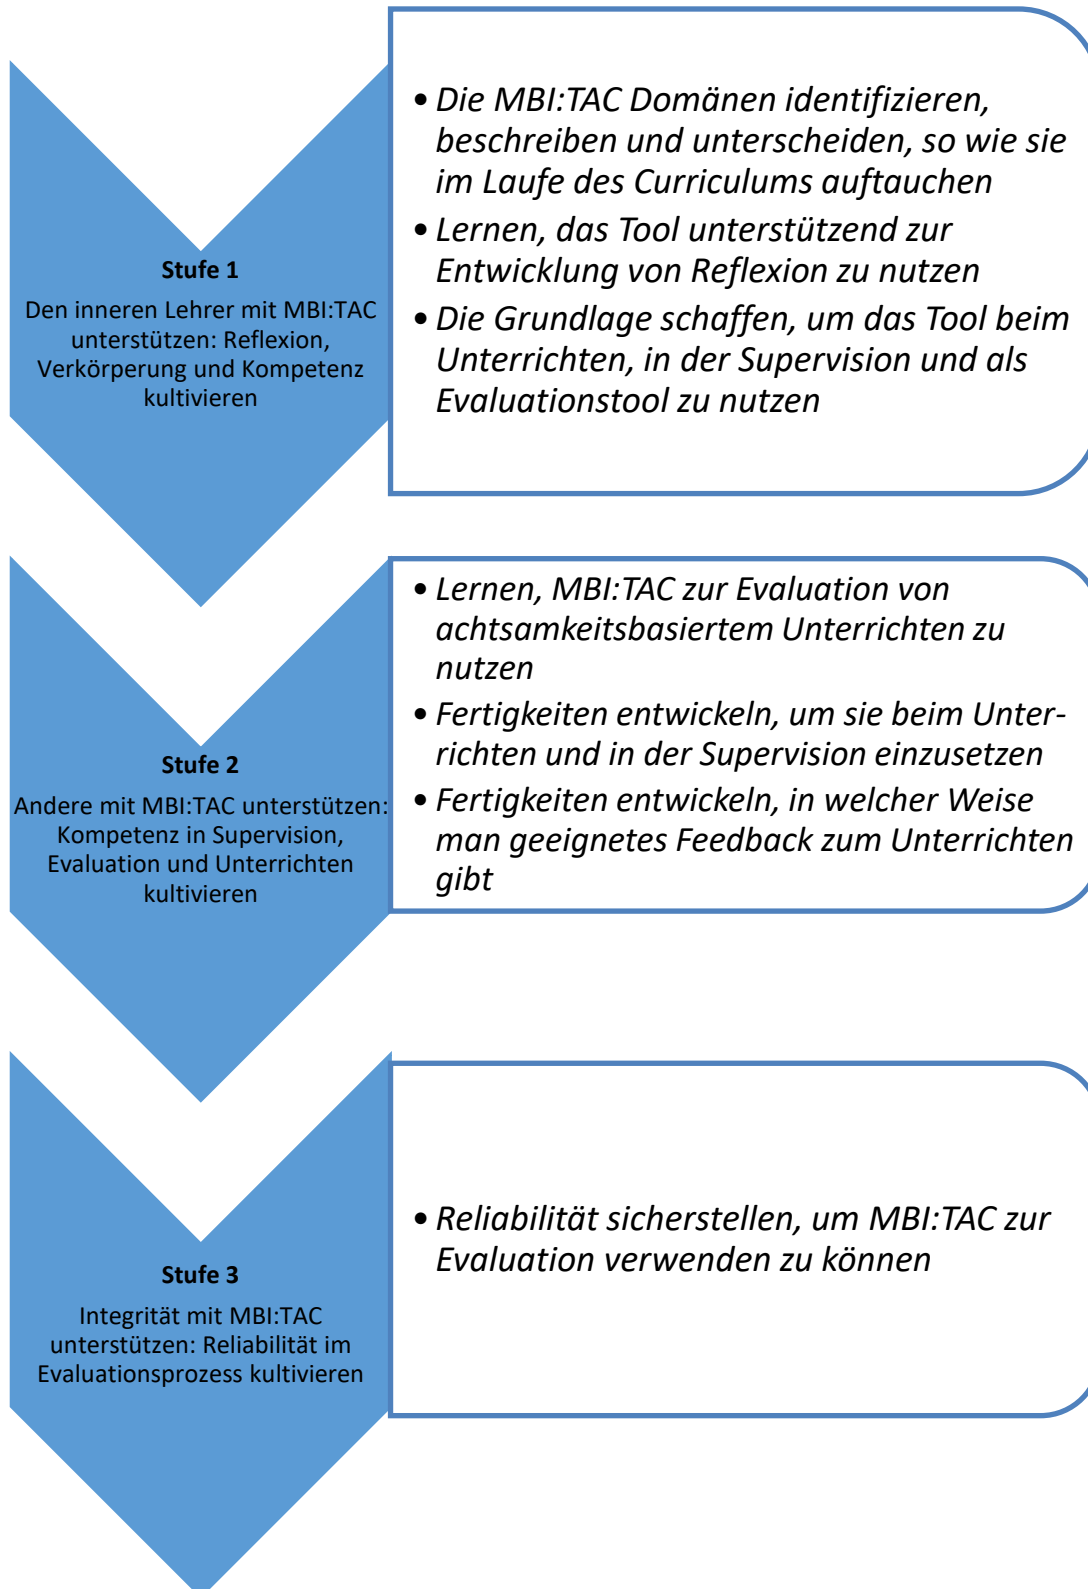 Stufe 1
Den inneren Lehrer mit MBI:TAC
unterstützen: Reflexion,
Verkörperung und Kompetenz
kultivieren
• Die MBI:TAC Domänen identifizieren,
beschreiben und unterscheiden, so wie sie
im Laufe des Curriculums auftauchen
• Lernen, das Tool unterstützend zur
Entwicklung von Reflexion zu nutzen
• Die Grundlage schaffen, um das Tool beim
Unterrichten, in der Supervision und als
Evaluationstool zu nutzen
Stufe 2
Andere mit MBI:TAC unterstützen:
Kompetenz in Supervision,
Evaluation und Unterrichten
kultivieren
• Lernen, MBI:TAC zur Evaluation von
achtsamkeitsbasiertem Unterrichten zu
nutzen
• Fertigkeiten entwickeln, um sie beim Unter-
richten und in der Supervision einzusetzen
• Fertigkeiten entwickeln, in welcher Weise
man geeignetes Feedback zum Unterrichten
gibt
Stufe 3
Integrität mit MBI:TAC
unterstützen: Reliabilität im
Evaluationsprozess kultivieren
• Reliabilität sicherstellen, um MBI:TAC zur
Evaluation verwenden zu können